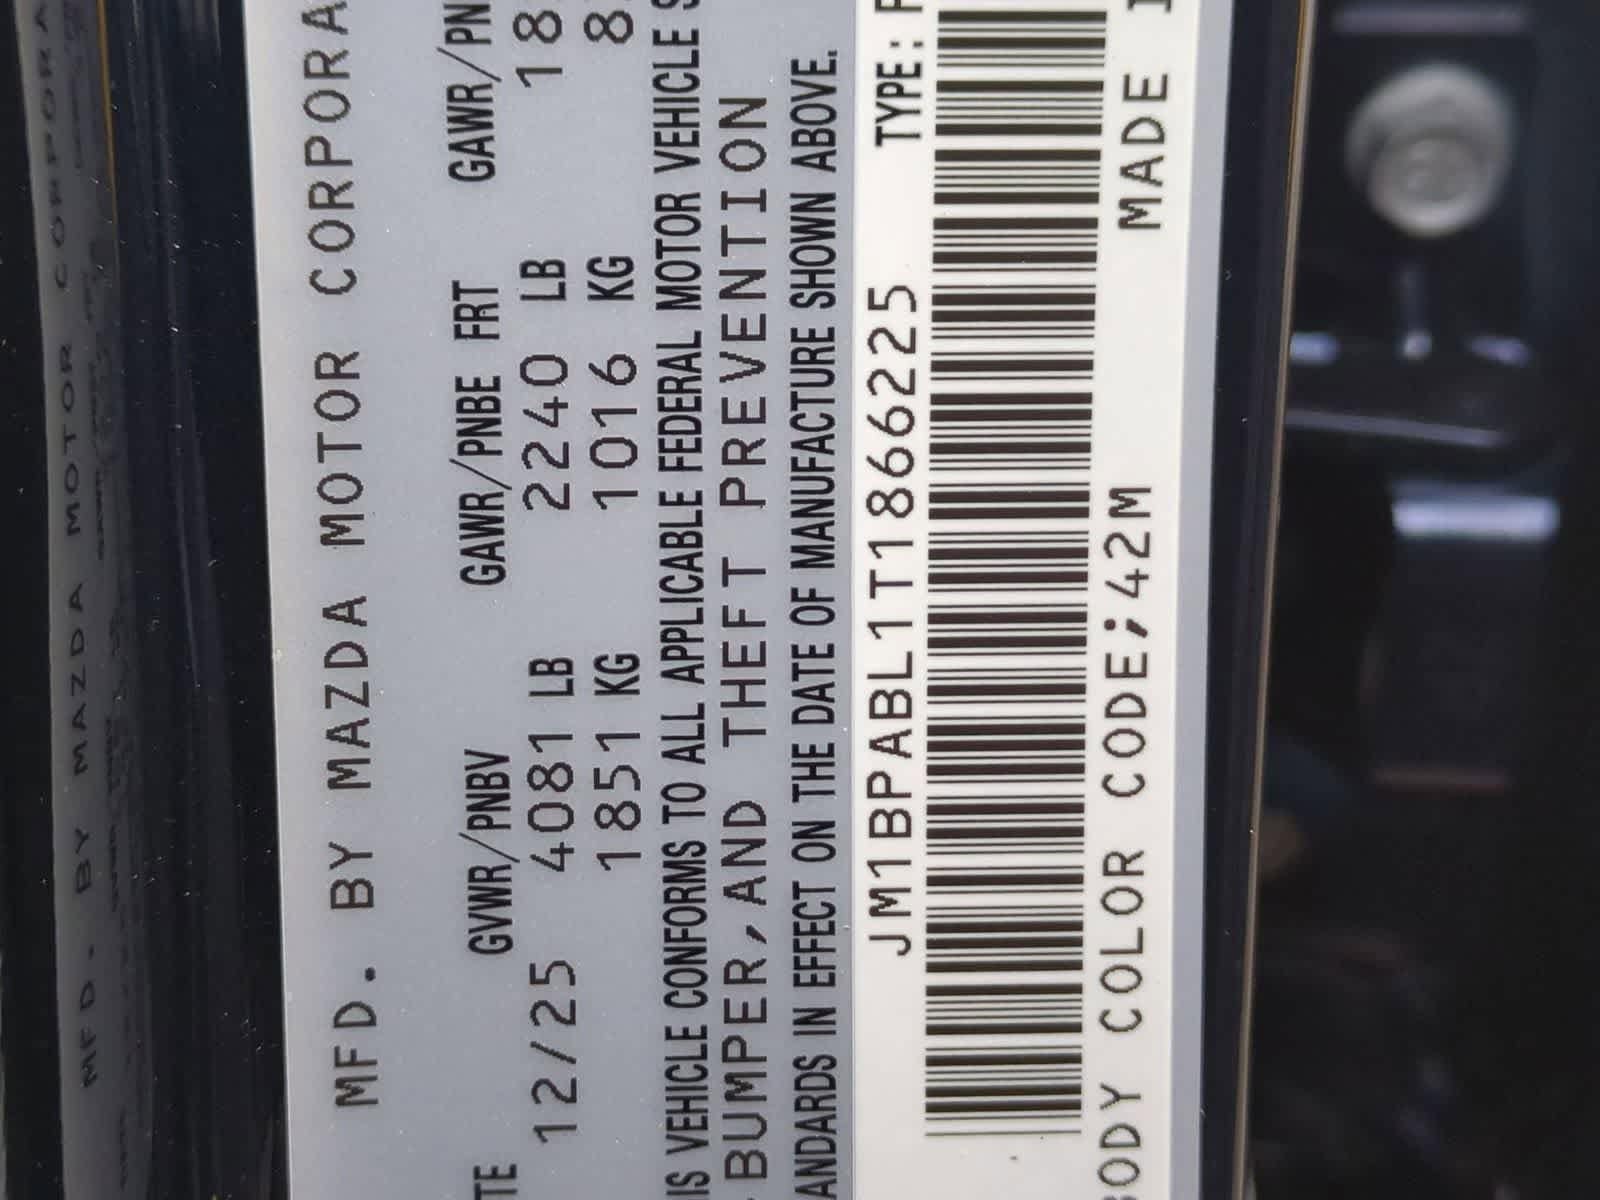 MFD. BY MAZDA MOTOR CORPORA
GVWR/PNBV GAWR/PNBE FRT GAWR/PN
TE 12/25 4081 LB 2240 LB 18
1851 KG 1016 KG 8
IS VEHICLE CONFORMS TO ALL APPLICABLE FEDERAL MOTOR VEHICLE S
BUMPER, AND THEFT PREVENTION
ANDARDS IN EFFECT ON THE DATE OF MANUFACTURE SHOWN ABOVE.
JM1BPABL1T1866225 TYPE:
BODY COLOR CODE;42M MADE I